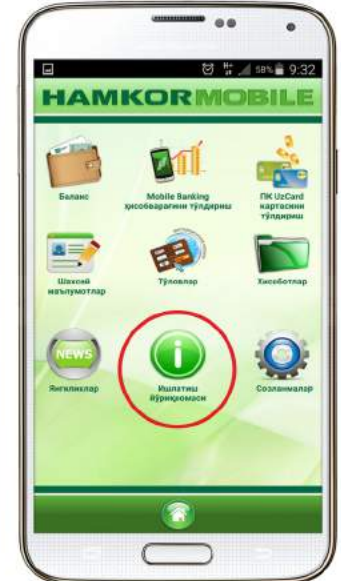 H+
58% 9:32
HAMKORMOBILE
Баланс
Mobile Banking
ҳисобварағини тўлдириш
ПК UzCard
картасини
тўлдириш
Шахсий
маълумотлар
Тўловлар
Ҳисоботлар
NEWS
Янгиликлар
Ишлатиш
йўриқномаси
Созланмалар